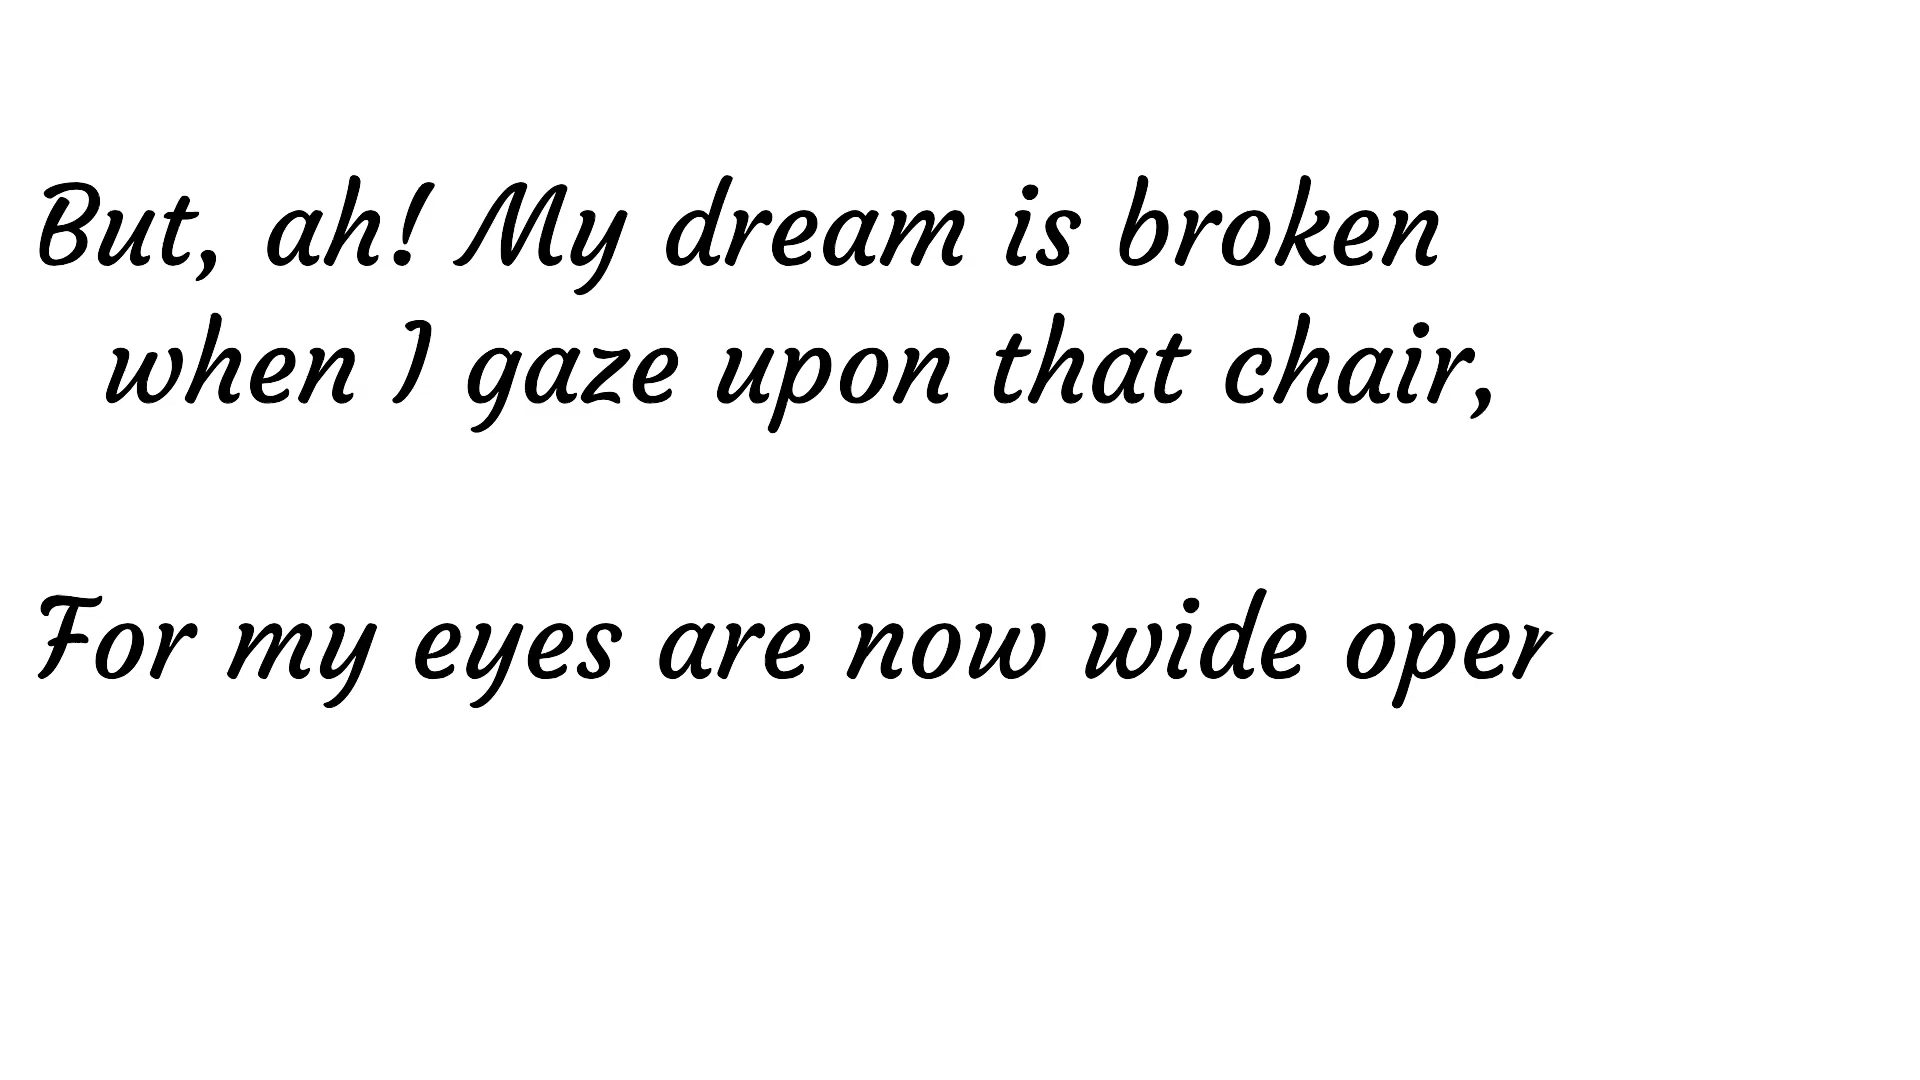 But, ah! My dream is broken
when I gaze upon that chair,
For my eyes are now wide oper